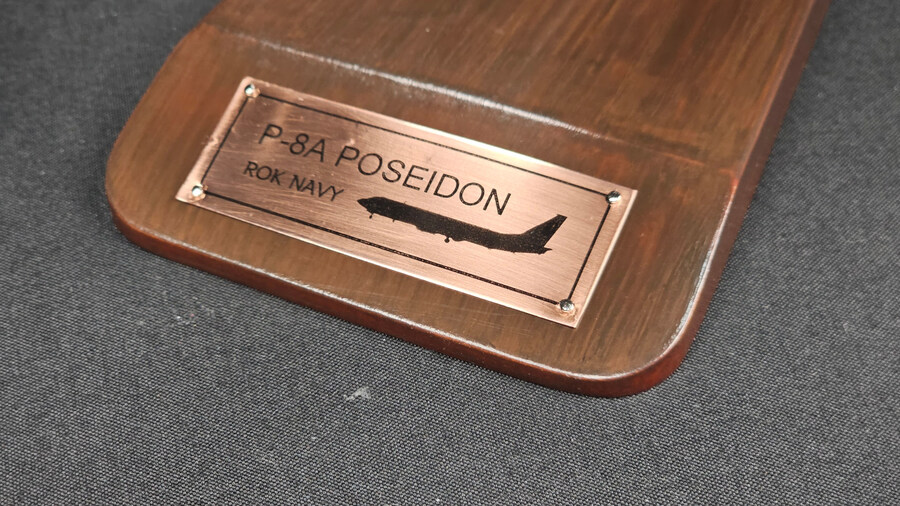 P-8A POSEIDON
ROK NAVY